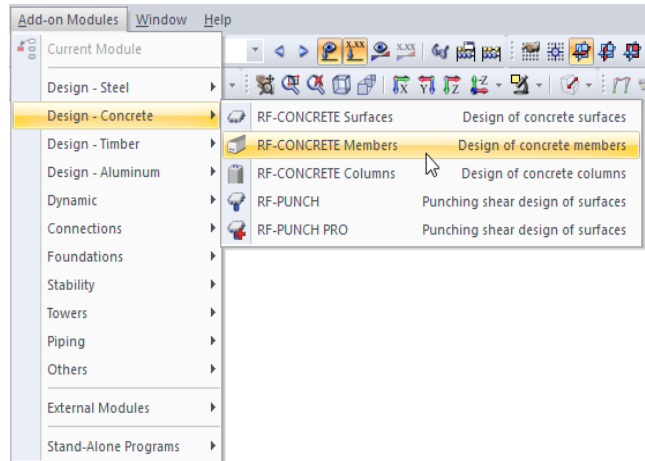 Add-on Modules Window Help
Current Module
X.XX X.XX
Design - Steel
Design - Concrete
RF-CONCRETE Surfaces Design of concrete surfaces
Design - Timber
RF-CONCRETE Members Design of concrete members
Design - Aluminum
RF-CONCRETE Columns Design of concrete columns
Dynamic
RF-PUNCH Punching shear design of surfaces
Connections
RF-PUNCH PRO Punching shear design of surfaces
Foundations
Stability
Towers
Piping
Others
External Modules
Stand-Alone Programs